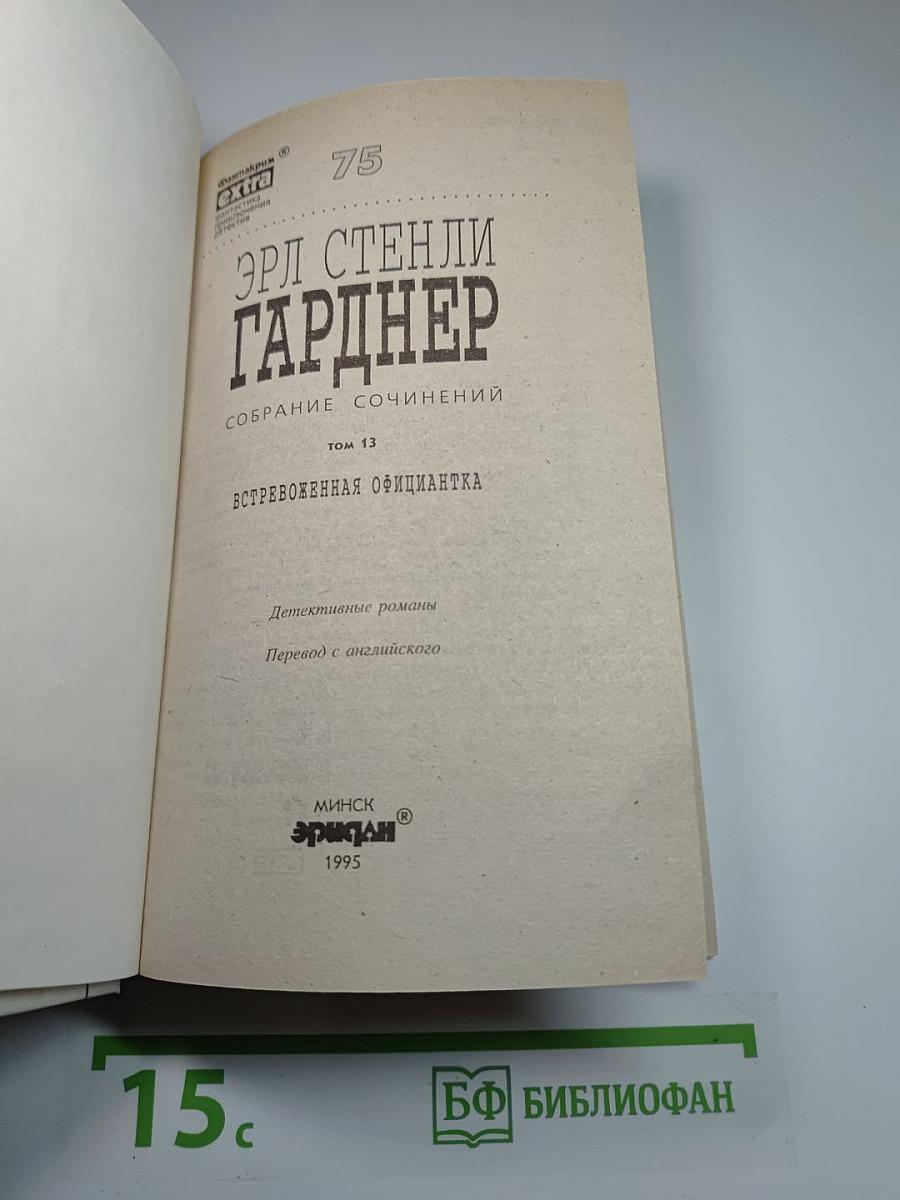 Фантакрим ®
extra
фантастика
приключения
детектив
75
ЭРЛ СТЕНЛИ
ГАРДНЕР
СОБРАНИЕ СОЧИНЕНИЙ
том 13
ВСТРЕВОЖЕННАЯ ОФИЦИАНТКА
Детективные романы
Перевод с английского
МИНСК
эридан®
1995
15 с
БФ БИБЛИОФАН